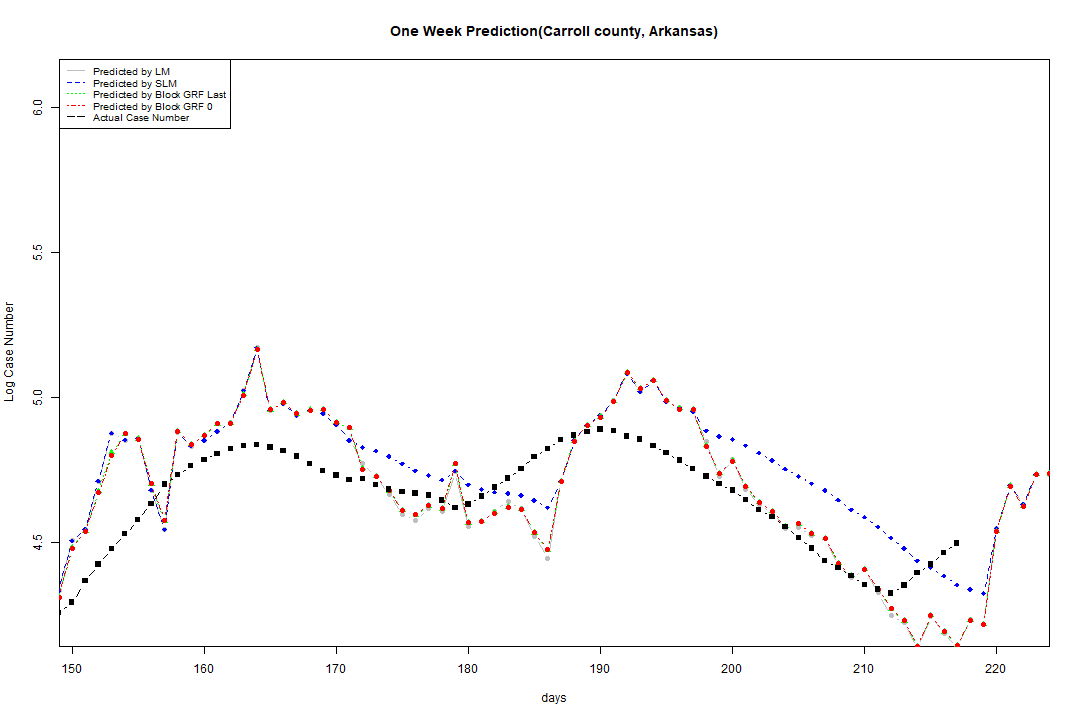 One Week Prediction(Carroll county, Arkansas)
Predicted by LM
Predicted by SLM
Predicted by Block GRF Last
Predicted by Block GRF 0
Actual Case Number
6.0
5.5
5.0
4.5
Log Case Number
150 160 170 180 190 200 210 220
days